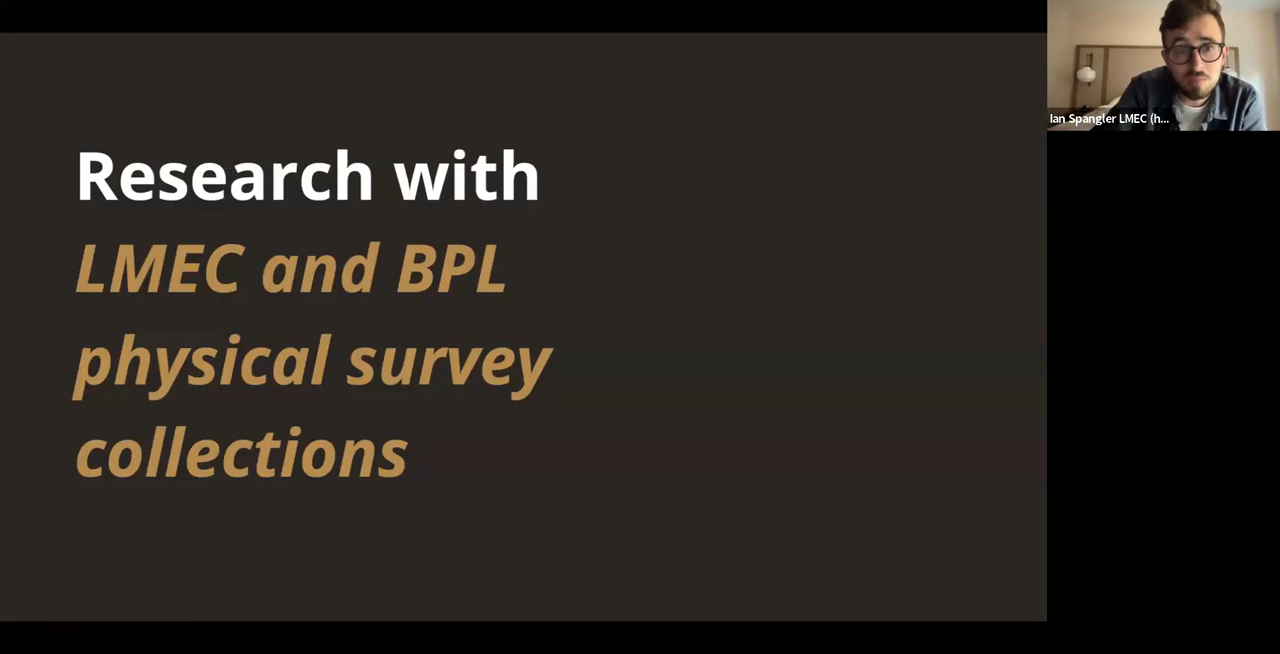 Research with
LMEC and BPL
physical survey
collections
Ian Spangler LMEC (h...